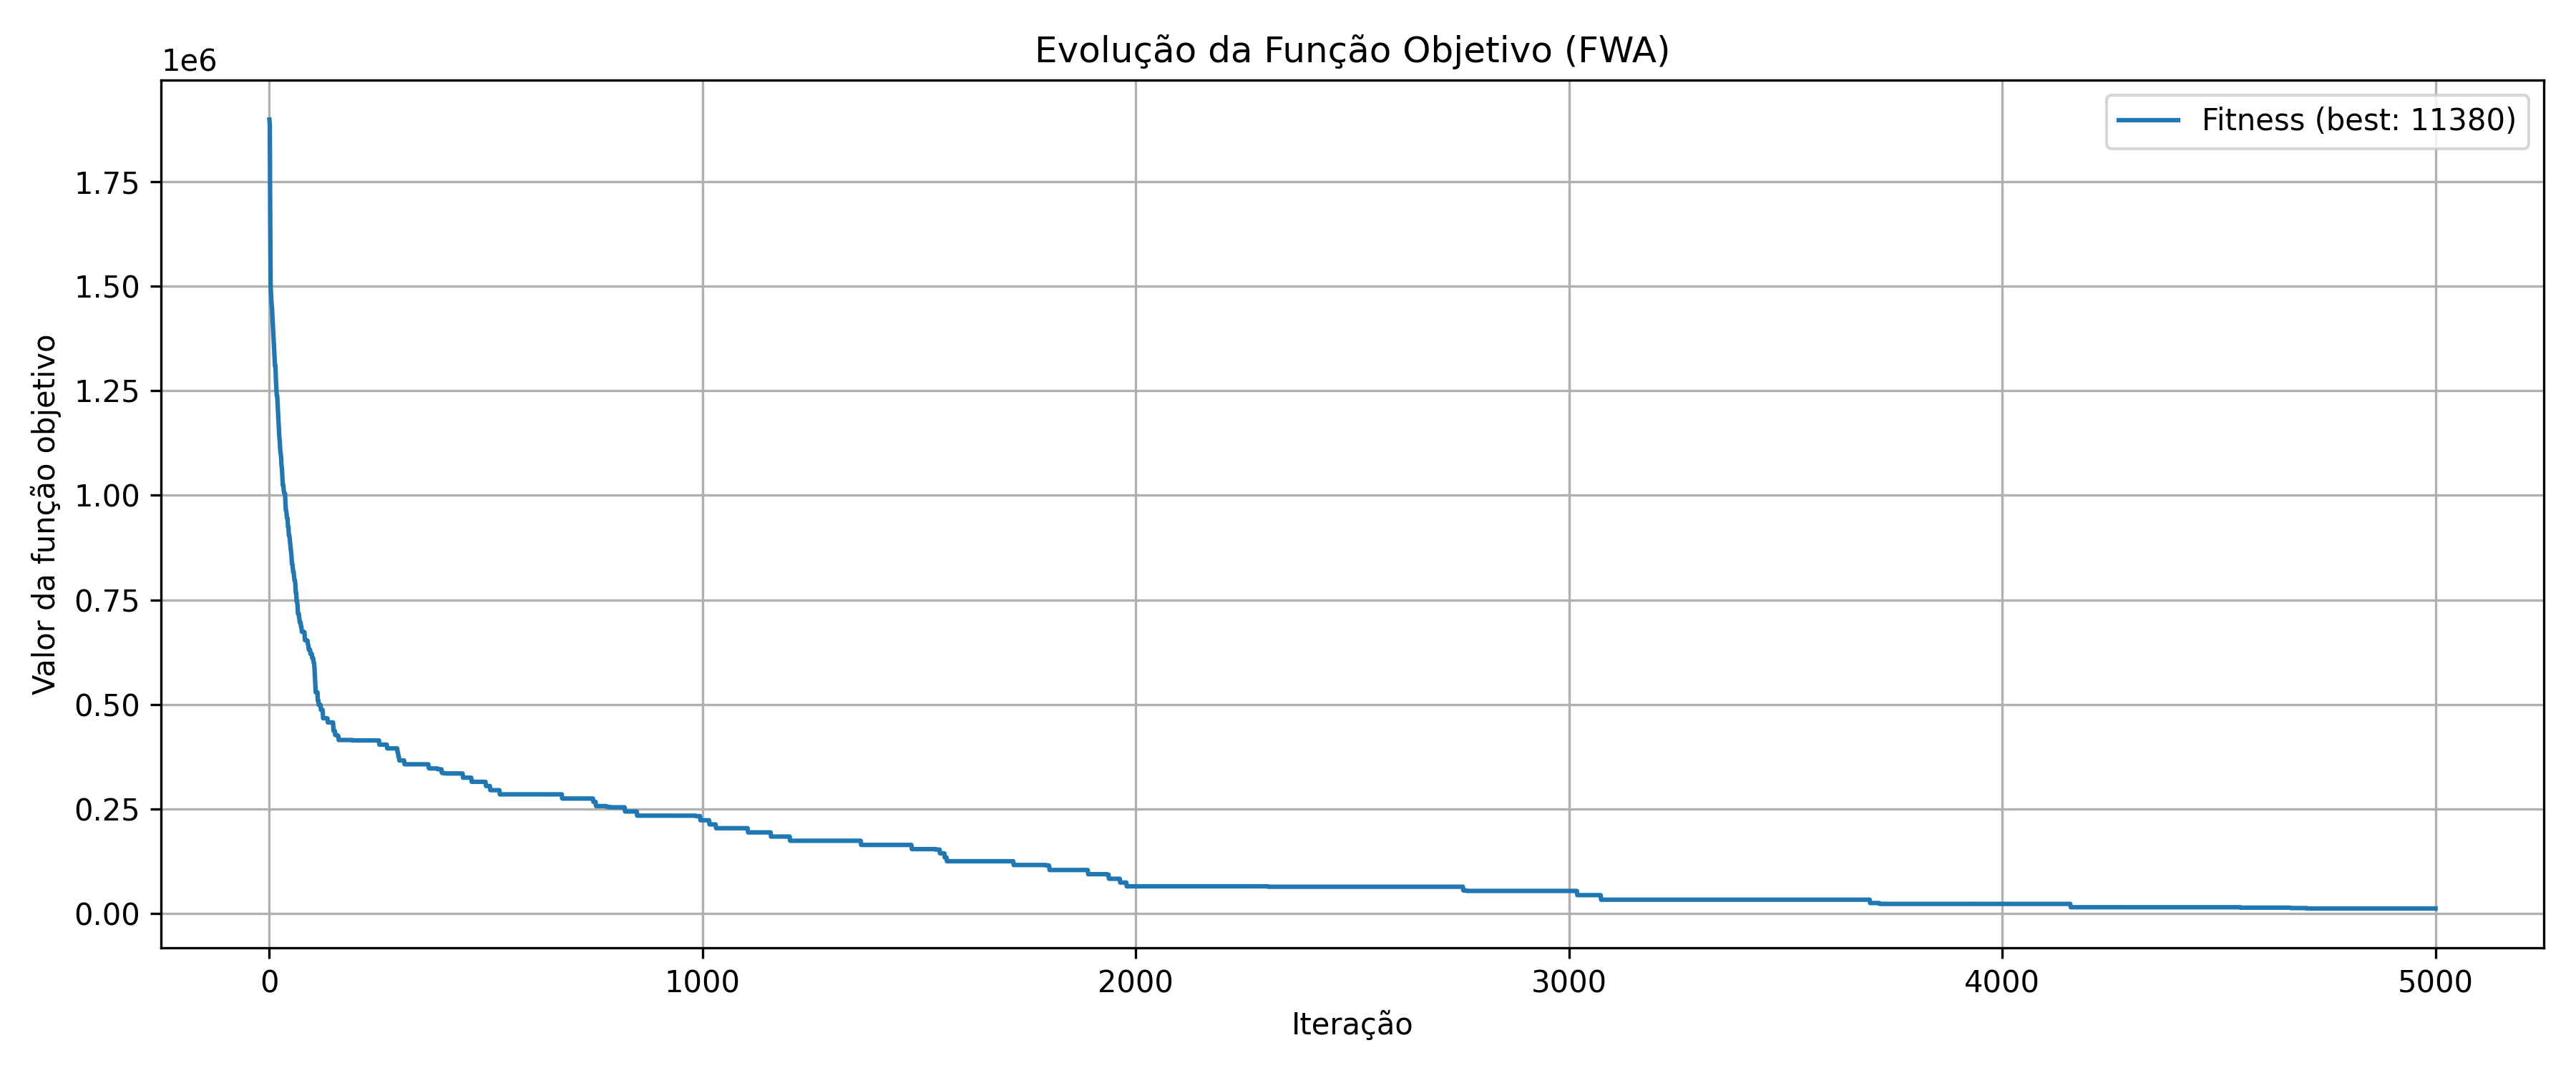 Evolução da Função Objetivo (FWA)
1e6
Fitness (best: 11380)
Valor da função objetivo
1.75
1.50
1.25
1.00
0.75
0.50
0.25
0.00
0 1000 2000 3000 4000 5000
Iteração